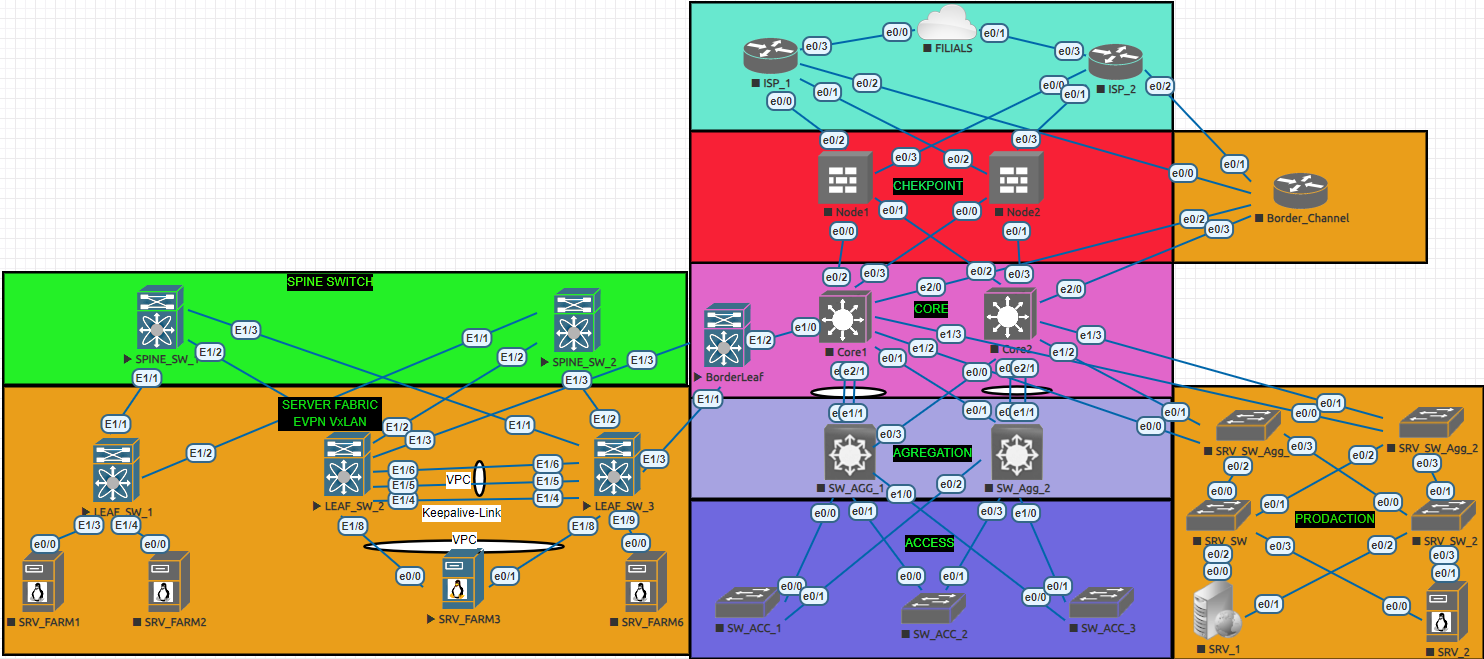 e0/3
e0/0
FILIALS
e0/1
e0/3
ISP_1
e0/2
e0/1
e0/0
e0/0
e0/1
ISP_2
e0/2
e0/2
e0/3
e0/2
e0/3
e0/0
e0/1
CHEKPOINT
Node1
e0/1
e0/0
Node2
e0/0
e0/1
Border_Channel
e0/2
e0/3
SPINE SWITCH
SPINE_SW_
E1/3
E1/2
E1/1
E1/1
E1/2
SPINE_SW_2
E1/3
E1/3
e0/2
e0/3
e0/2
e0/3
e2/0
e2/0
CORE
E1/2
e1/0
BorderLeaf
E1/1
Core1
Core2
e1/3
e1/2
e0/1
e0/0
e2/1
e2/1
e1/3
e1/2
SERVER FABRIC
EVPN VxLAN
E1/1
E1/2
LEAF_SW_1
E1/3
E1/4
E1/2
E1/3
E1/1
E1/2
E1/3
E1/6
E1/5
E1/4
E1/6
E1/5
E1/4
VPC
Keepalive-Link
LEAF_SW_2
LEAF_SW_3
E1/8
E1/8
E1/9
VPC
e0/0
e0/0
e0/0
e0/1
e0/0
SRV_FARM1
SRV_FARM2
SRV_FARM3
SRV_FARM6
e1/1
e0/1
e1/1
e0/3
AGREGATION
SW_AGG_1
SW_Agg_2
e1/0
e0/2
e0/0
e0/1
e0/3
e1/0
ACCESS
e0/0
e0/1
e0/0
e0/1
e0/0
e0/1
SW_ACC_1
SW_ACC_2
SW_ACC_3
e0/1
e0/0
e0/0
e0/1
SRV_SW_Agg_
SRV_SW_Agg_2
e0/3
e0/2
e0/2
e0/3
e0/0
e0/1
e0/0
e0/1
PRODACTION
SRV_SW
SRV_SW_2
e0/2
e0/3
e0/2
e0/3
e0/0
e0/1
e0/1
e0/0
SRV_1
SRV_2